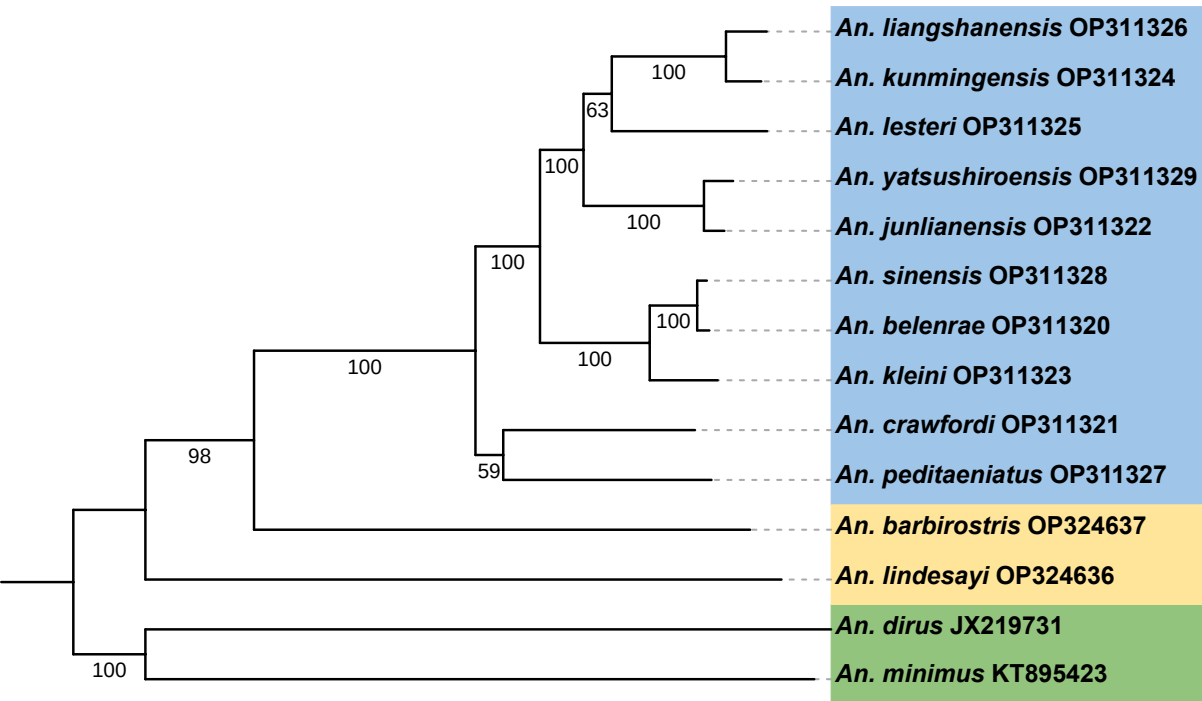 An. liangshanensis OP311326
100
An. kunmingensis OP311324
63
An. lesteri OP311325
100
An. yatsushiroensis OP311329
100
An. junlianensis OP311322
100
An. sinensis OP311328
100
An. belenrae OP311320
100
100
An. kleini OP311323
An. crawfordi OP311321
98
59
An. peditaeniatus OP311327
An. barbirostris OP324637
An. lindesayi OP324636
An. dirus JX219731
100
An. minimus KT895423